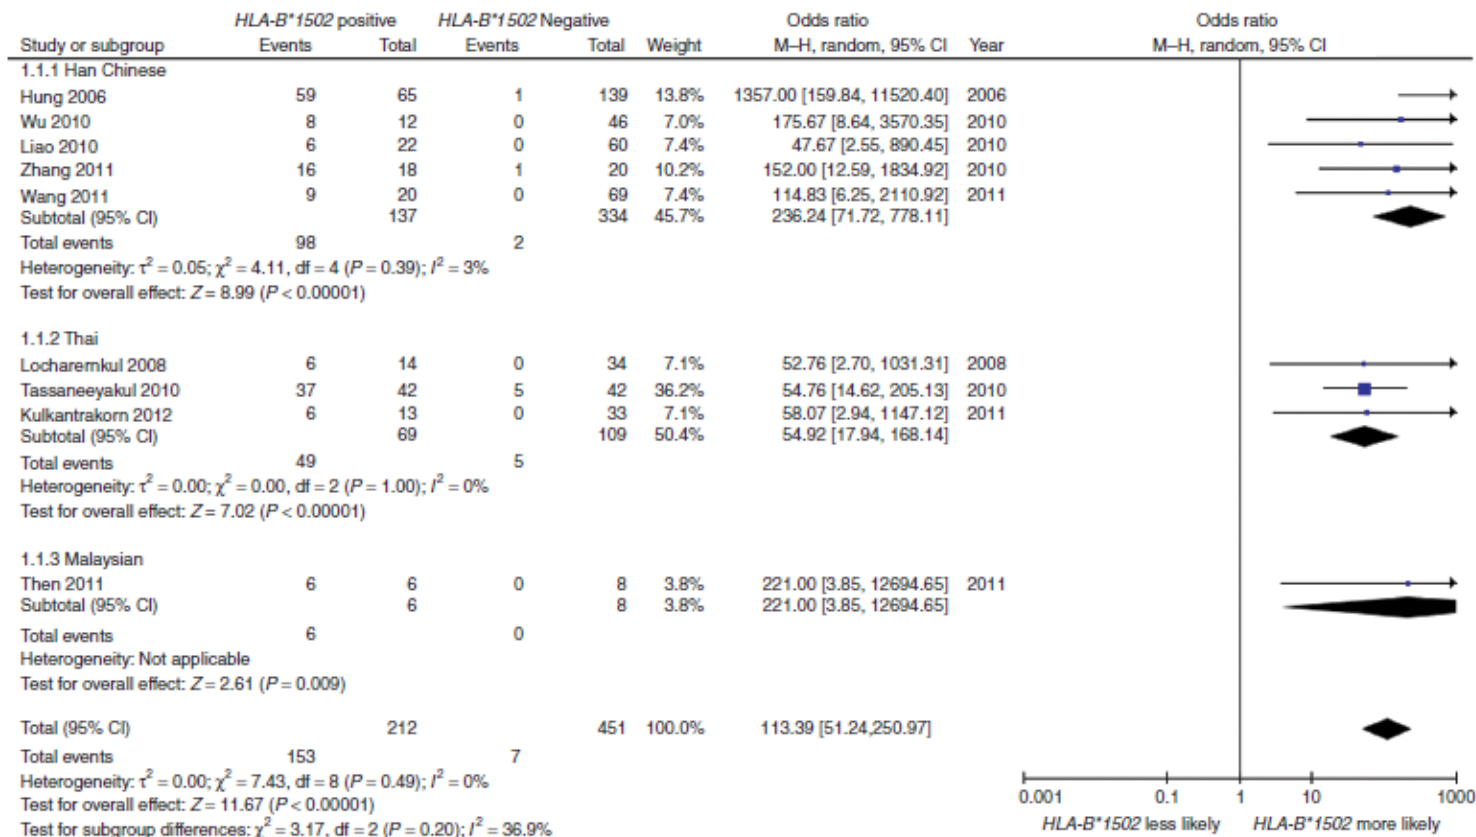 HLA-B*1502 positive HLA-B*1502 Negative Odds ratio Odds ratio
Study or subgroup Events Total Events Total Weight M–H, random, 95% CI Year M–H, random, 95% CI
1.1.1 Han Chinese
Hung 2006 59 65 1 139 13.8% 1357.00 [159.84, 11520.40] 2006
Wu 2010 8 12 0 46 7.0% 175.67 [8.64, 3570.35] 2010
Liao 2010 6 22 0 60 7.4% 47.67 [2.55, 890.45] 2010
Zhang 2011 16 18 1 20 10.2% 152.00 [12.59, 1834.92] 2010
Wang 2011 9 20 0 69 7.4% 114.83 [6.25, 2110.92] 2011
Subtotal (95% CI) 137 334 45.7% 236.24 [71.72, 778.11]
Total events 98 2
Heterogeneity: τ² = 0.05; χ² = 4.11, df = 4 (P = 0.39); I² = 3%
Test for overall effect: Z = 8.99 (P < 0.00001)
1.1.2 Thai
Locharernkul 2008 6 14 0 34 7.1% 52.76 [2.70, 1031.31] 2008
Tassaneeyakul 2010 37 42 5 42 36.2% 54.76 [14.62, 205.13] 2010
Kulkantrakorn 2012 6 13 0 33 7.1% 58.07 [2.94, 1147.12] 2011
Subtotal (95% CI) 69 109 50.4% 54.92 [17.94, 168.14]
Total events 49 5
Heterogeneity: τ² = 0.00; χ² = 0.00, df = 2 (P = 1.00); I² = 0%
Test for overall effect: Z = 7.02 (P < 0.00001)
1.1.3 Malaysian
Then 2011 6 6 0 8 3.8% 221.00 [3.85, 12694.65] 2011
Subtotal (95% CI) 6 8 3.8% 221.00 [3.85, 12694.65]
Total events 6 0
Heterogeneity: Not applicable
Test for overall effect: Z = 2.61 (P = 0.009)
Total (95% CI) 212 451 100.0% 113.39 [51.24,250.97]
Total events 153 7
Heterogeneity: τ² = 0.00; χ² = 7.43, df = 8 (P = 0.49); I² = 0%
Test for overall effect: Z = 11.67 (P < 0.00001)
Test for subgroup differences: χ² = 3.17, df = 2 (P = 0.20); I² = 36.9%
0.001 0.1 1 10 1000
HLA-B*1502 less likely HLA-B*1502 more likely